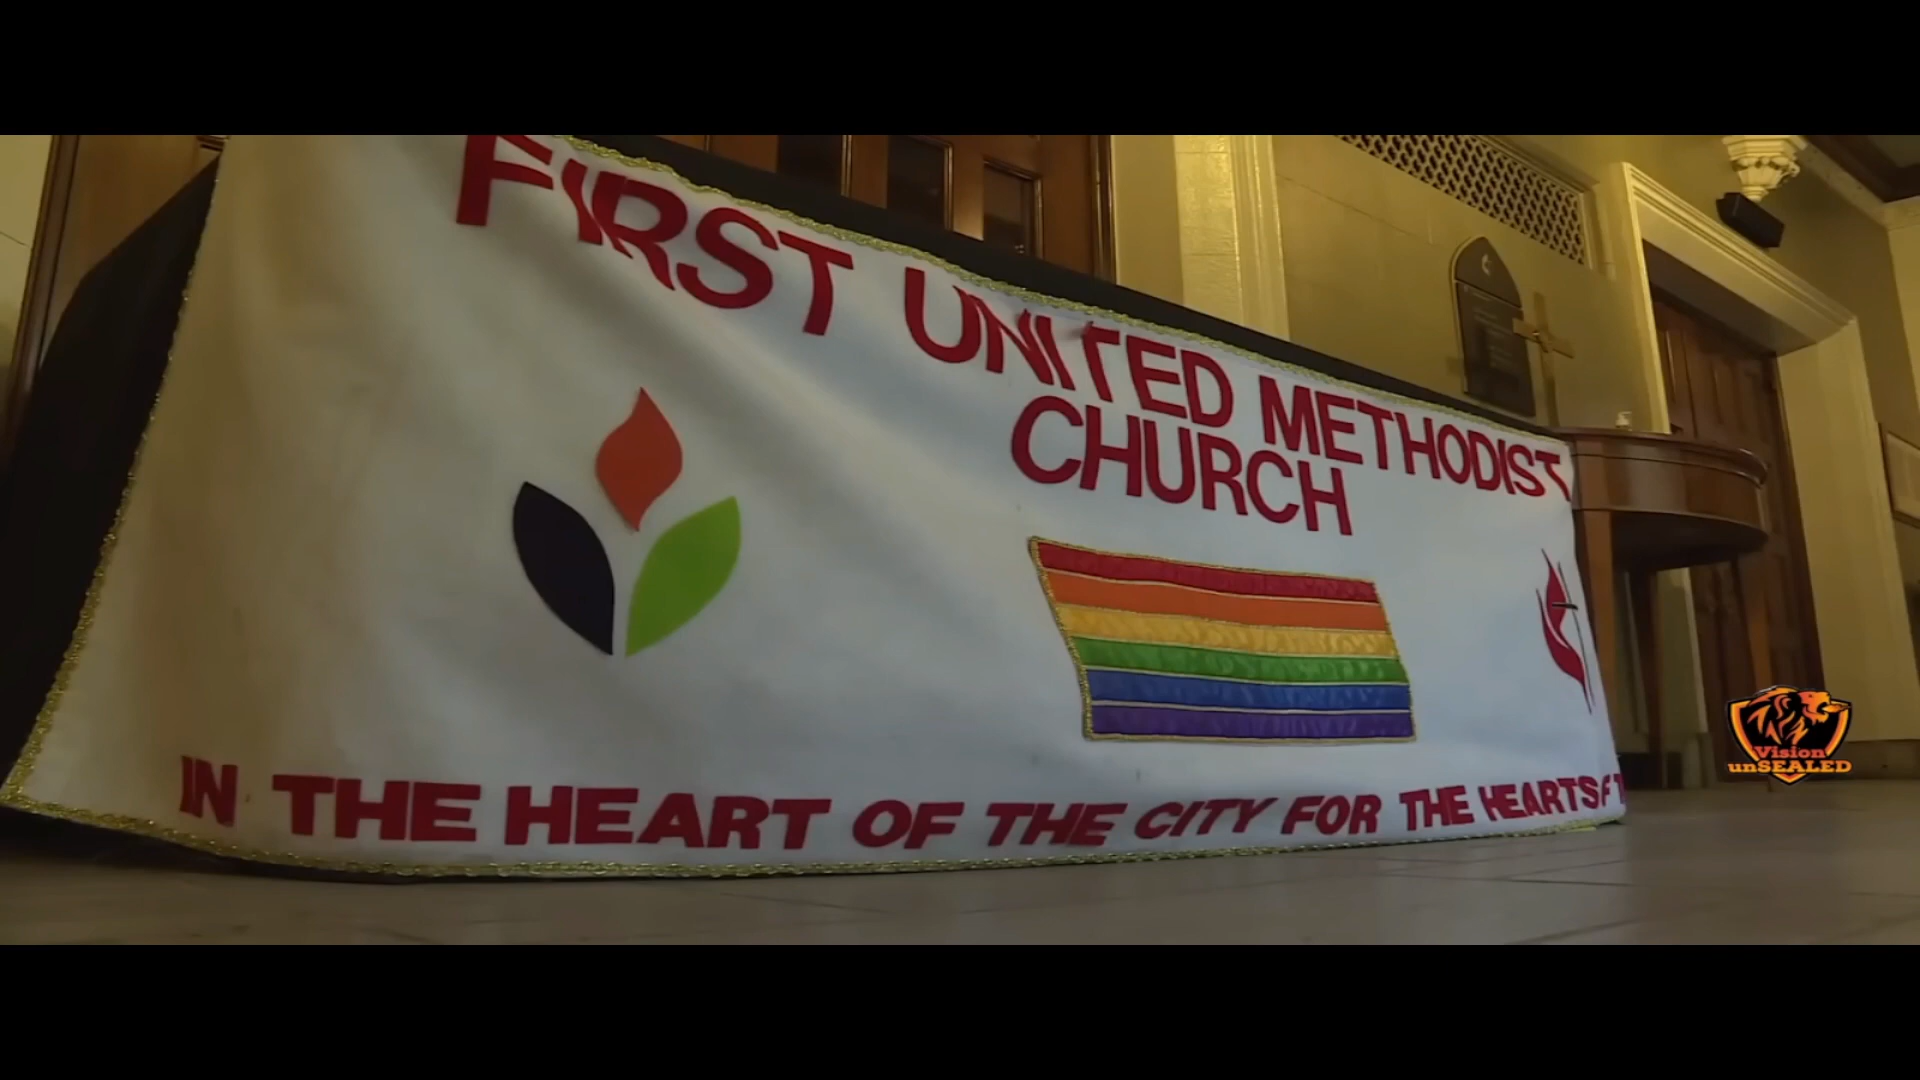 FIRST UNITED METHODIST
CHURCH
IN THE HEART OF THE CITY FOR THE HEARTS
Vision
unSEALED